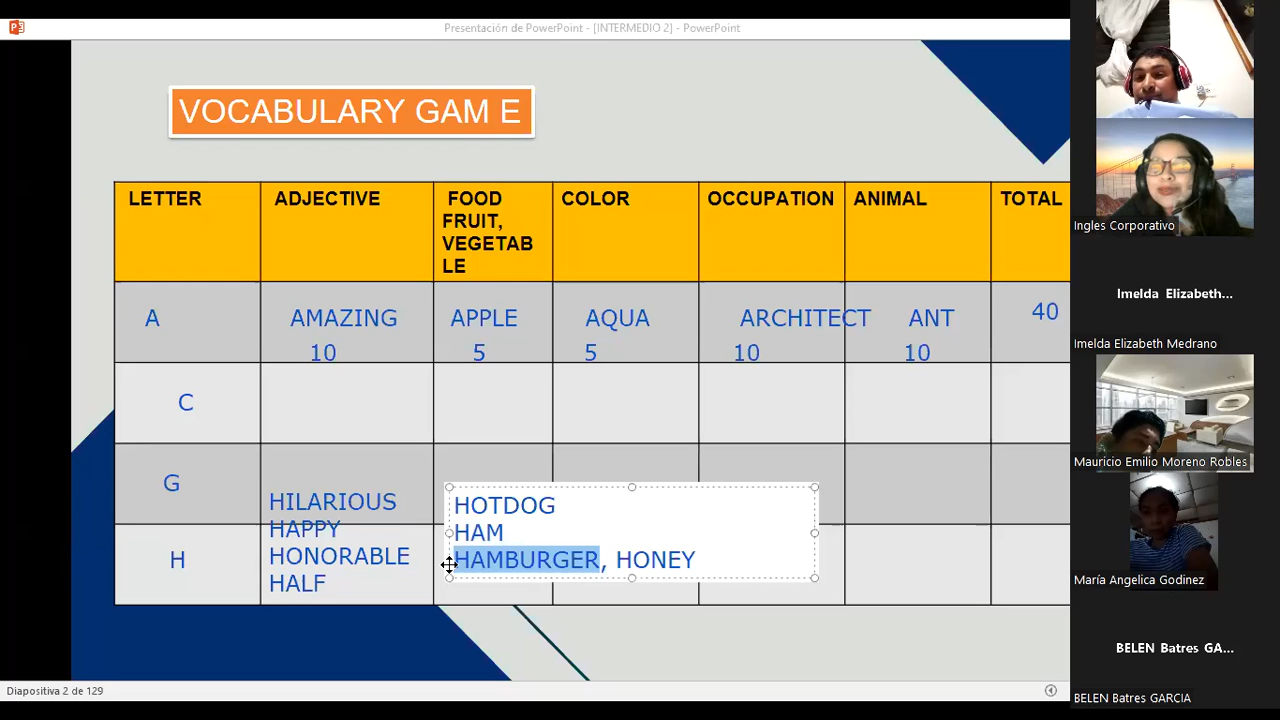 Presentación de PowerPoint - [INTERMEDIO 2] - PowerPoint
VOCABULARY GAM E
LETTER
ADJECTIVE
FOOD
FRUIT,
VEGETAB
LE
COLOR
OCCUPATION
ANIMAL
TOTAL
A
AMAZING
10
APPLE
5
AQUA
5
ARCHITECT
10
ANT
10
40
C
G
H
HILARIOUS
HAPPY
HONORABLE
HALF
HOTDOG
HAM
HAMBURGER, HONEY
Diapositiva 2 de 129
Ingles Corporativo
Imelda Elizabeth...
Imelda Elizabeth Medrano
Mauricio Emilio Moreno Robles
María Angelica Godinez
BELEN Batres GA...
BELEN Batres GARCIA